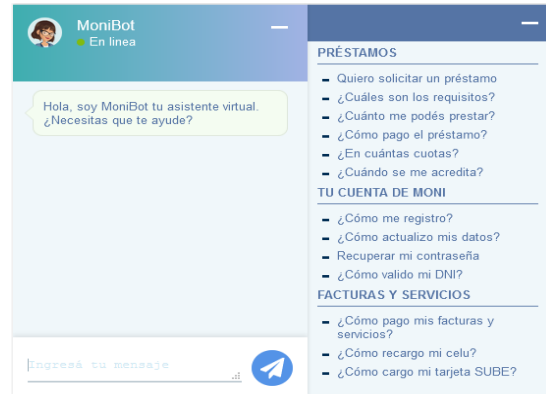 MoniBot
En linea
Hola, soy MoniBot tu asistente virtual.
¿Necesitas que te ayude?
Ingresá tu mensaje
PRÉSTAMOS
Quiero solicitar un préstamo
¿Cuáles son los requisitos?
¿Cuánto me podés prestar?
¿Cómo pago el préstamo?
¿En cuántas cuotas?
¿Cuándo se me acredita?
TU CUENTA DE MONI
¿Cómo me registro?
¿Cómo actualizo mis datos?
Recuperar mi contraseña
¿Cómo valido mi DNI?
FACTURAS Y SERVICIOS
¿Cómo pago mis facturas y
servicios?
¿Cómo recargo mi celu?
¿Cómo cargo mi tarjeta SUBE?